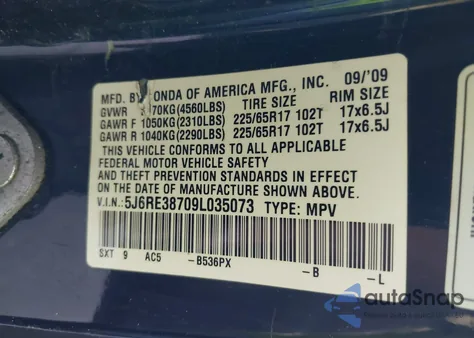 MFD. BY ONDA OF AMERICA MFG., INC. 09/'09
GVWR 70KG(4560LBS) TIRE SIZE RIM SIZE
GAWR F 1050KG(2310LBS) 225/65R17 102T 17x6.5J
GAWR R 1040KG(2290LBS) 225/65R17 102T 17x6.5J
THIS VEHICLE CONFORMS TO ALL APPLICABLE
FEDERAL MOTOR VEHICLE SAFETY
AND THEFT PREVENTION STANDARDS IN EFFECT ON
THE DATE OF MANUFACTURE SHOWN ABOVE.
V.I.N.: 5J6RE38709L035073 TYPE: MPV
SXT 9 AC5 -B536PX -B -L
autoSnap